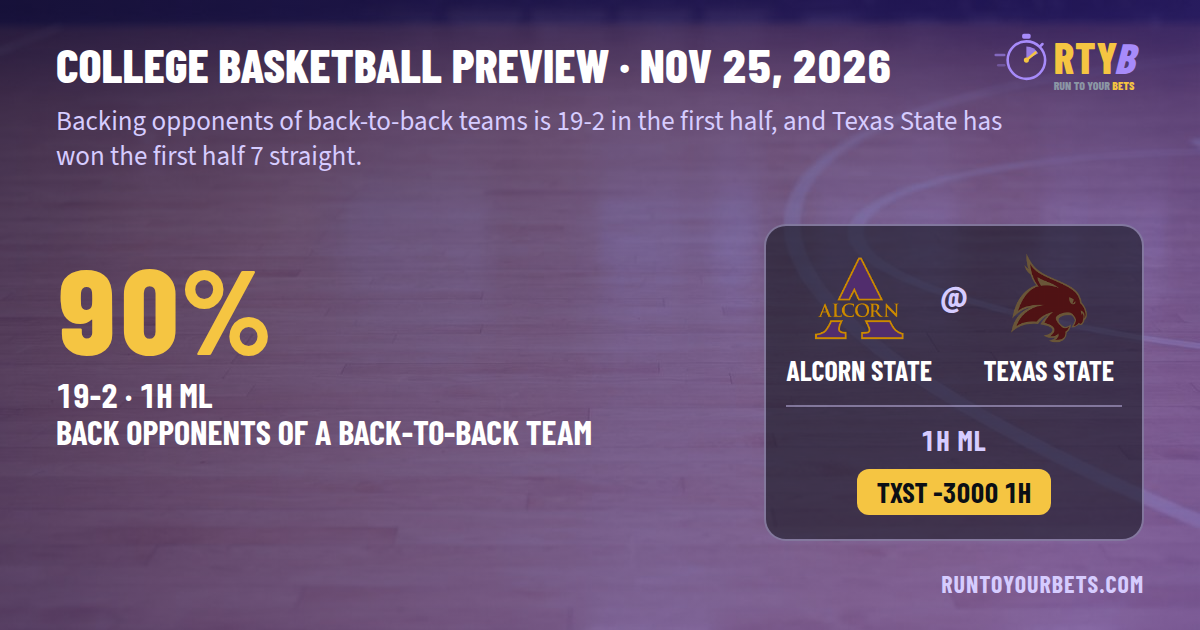 COLLEGE BASKETBALL PREVIEW · NOV 25, 2026
RTYB
RUN TO YOUR BETS
Backing opponents of back-to-back teams is 19-2 in the first half, and Texas State has
won the first half 7 straight.
90%
19-2 · 1H ML
BACK OPPONENTS OF A BACK-TO-BACK TEAM
ALCORN
@
ALCORN STATE
TEXAS STATE
1H ML
TXST -3000 1H
RUNTOYOURBETS.COM